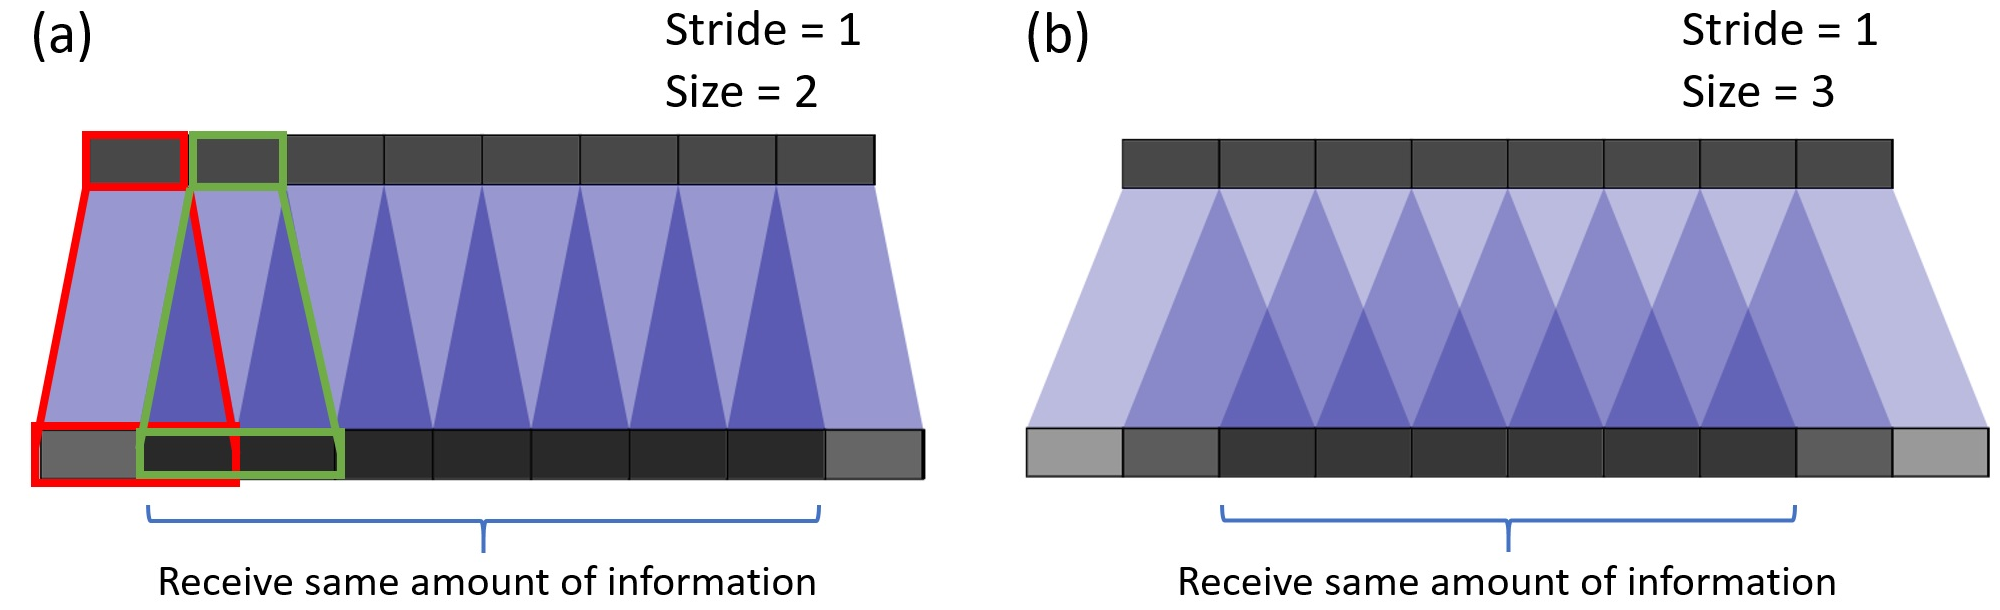 (a)
Stride = 1
Size = 2
Receive same amount of information
(b)
Stride = 1
Size = 3
Receive same amount of information